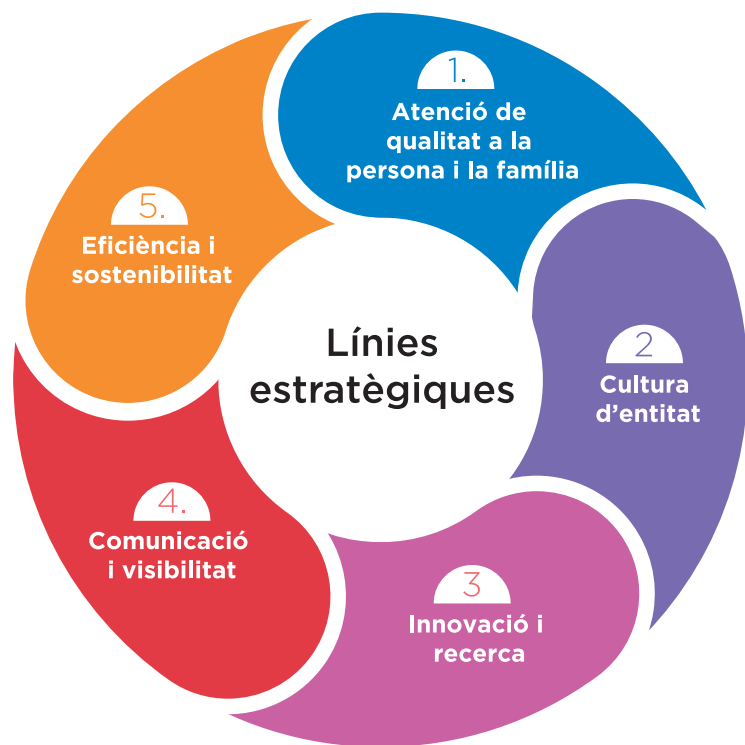 Línies
estratègiques
1.
Atenció de
qualitat a la
persona i la família
2
Cultura
d’entitat
3
Innovació i
recerca
4.
Comunicació
i visibilitat
5.
Eficiència i
sostenibilitat